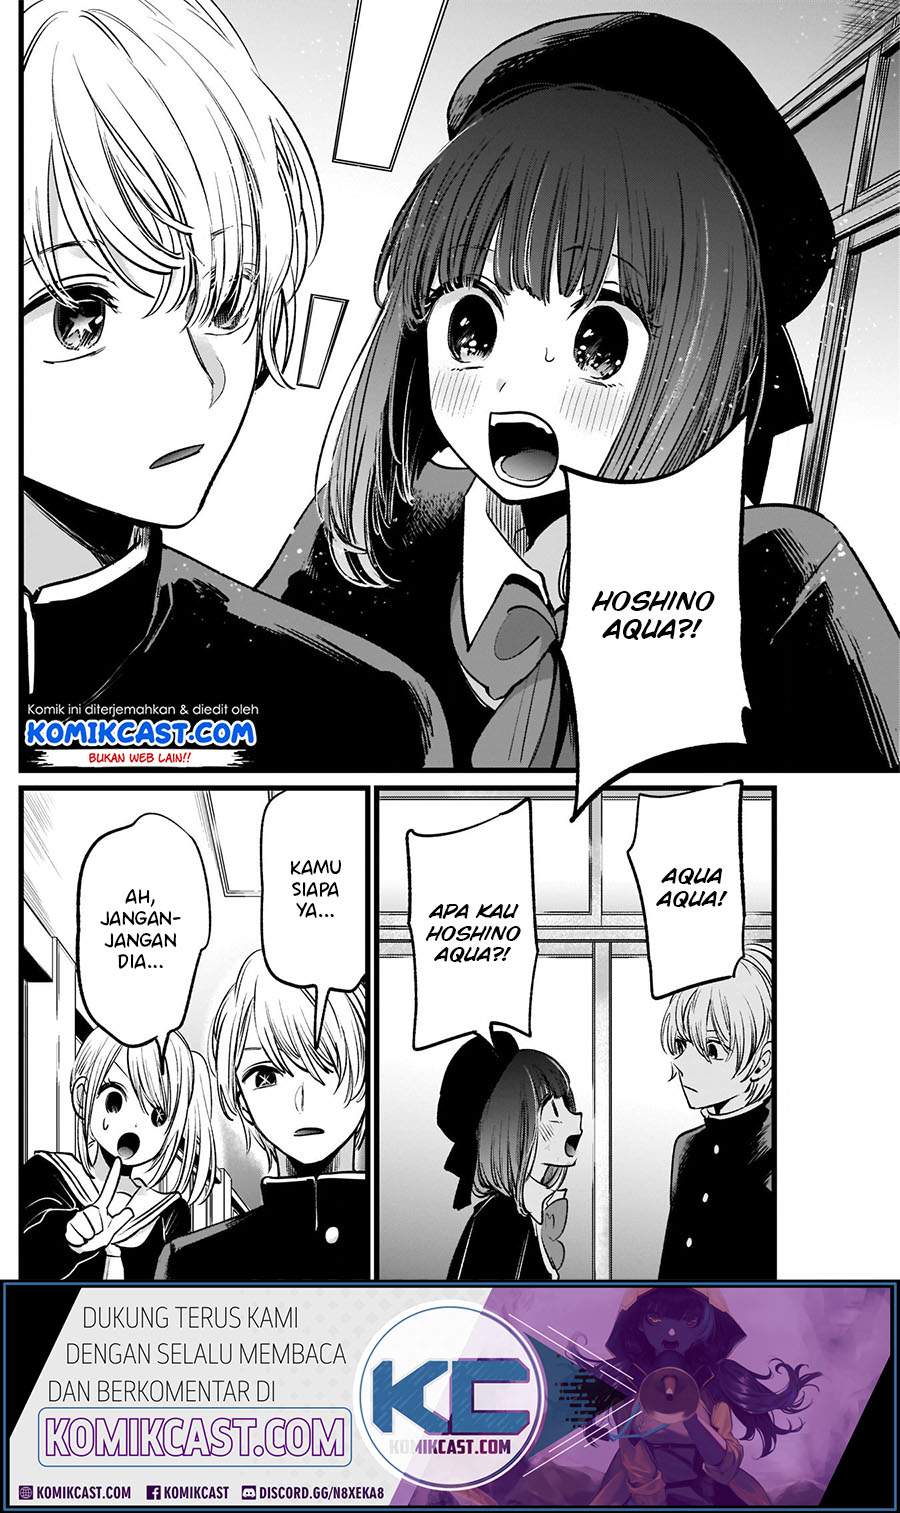 HOSHINO
AQUA?!
Komik ini diterjemahkan & diedit oleh
KOMIKCAST.COM
BUKAN WEB LAIN!!
AQUA
AQUA!
APA KAU
HOSHINO
AQUA?!
KAMU
SIAPA
YA...
AH,
JANGAN-
JANGAN
DIA...
DUKUNG TERUS KAMI
DENGAN SELALU MEMBACA
DAN BERKOMENTAR DI
KOMIKCAST.COM
KC
KOMIKCAST.COM
KOMIKCAST.COM KOMIKCAST DISCORD.GG/N8XEKA8